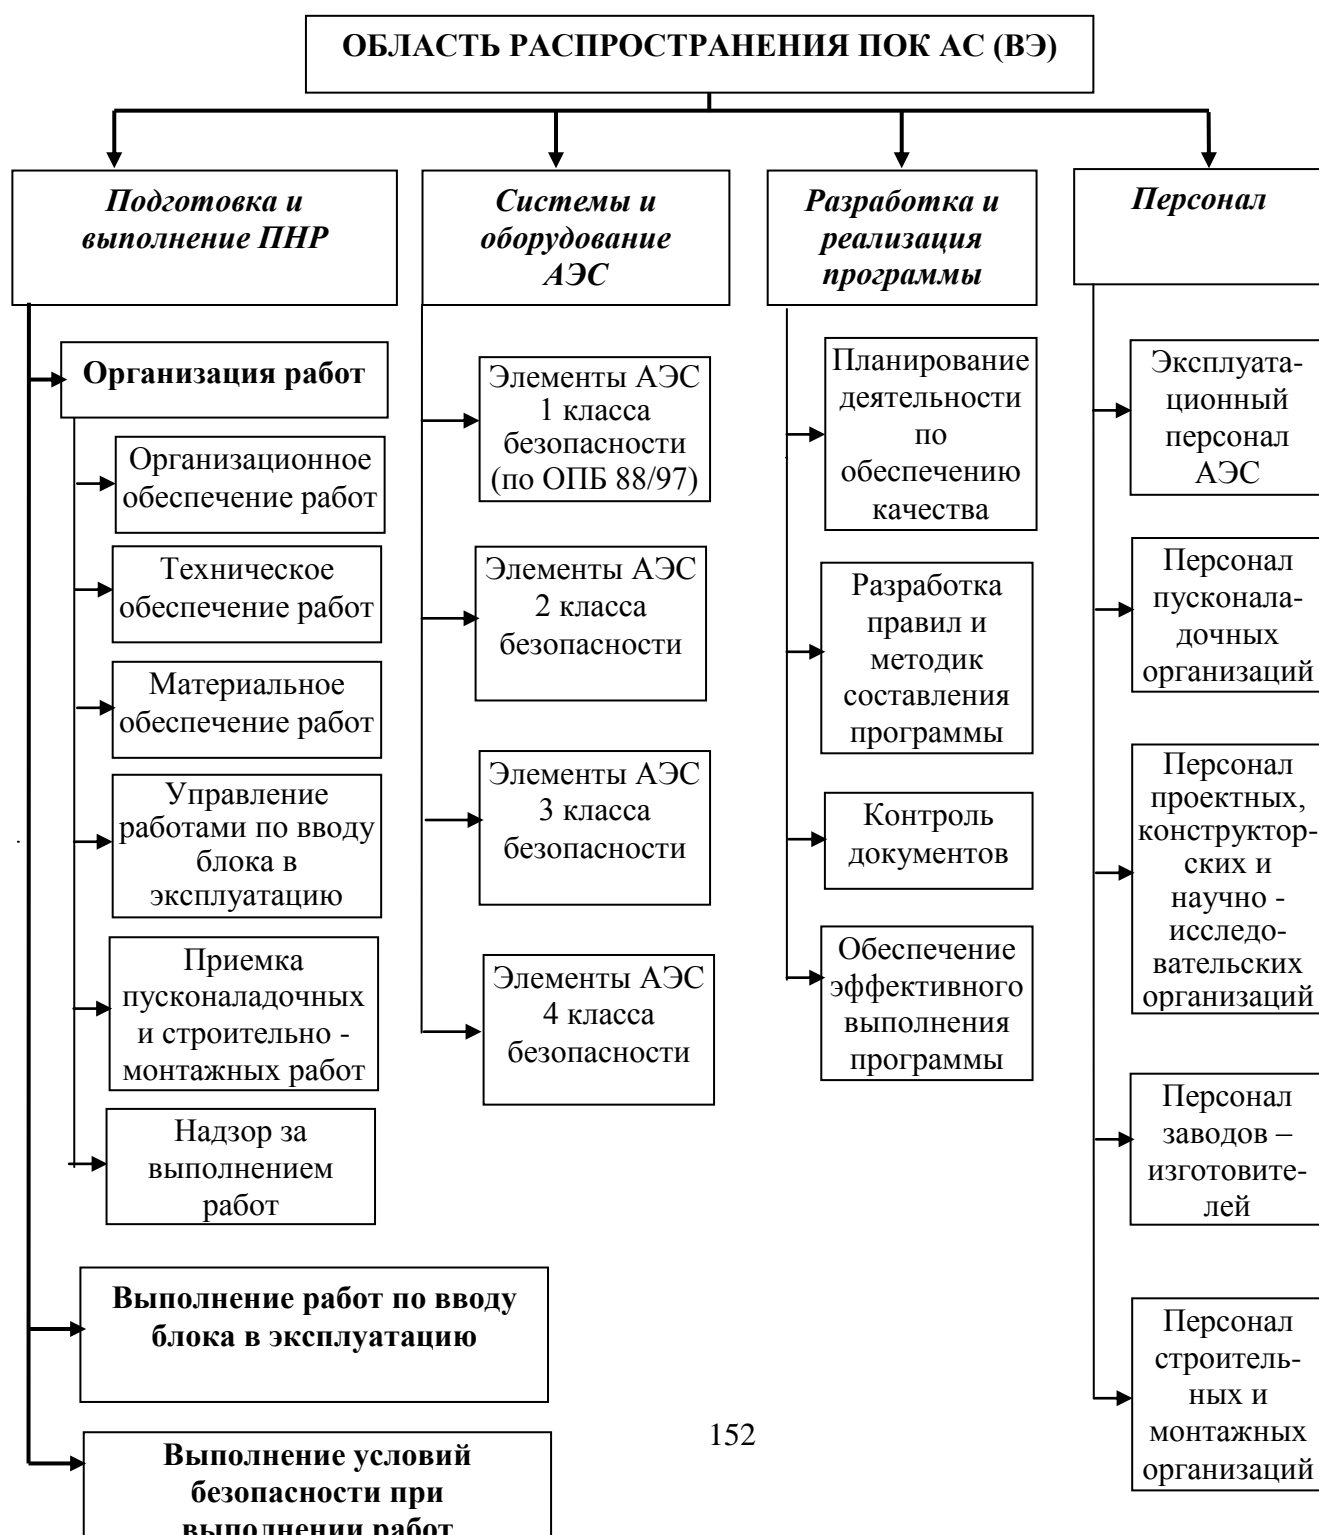 ОБЛАСТЬ РАСПРОСТРАНЕНИЯ ПОК АС (ВЭ)
Подготовка и
выполнение ПНР
Организация работ
Организационное
обеспечение работ
Техническое
обеспечение работ
Материальное
обеспечение работ
Управление
работами по вводу
блока в
эксплуатацию
Приемка
пусконаладочных
и строительно -
монтажных работ
Надзор за
выполнением
работ
Выполнение работ по вводу
блока в эксплуатацию
Выполнение условий
безопасности при
выполнении работ
Системы и
оборудование
АЭС
Элементы АЭС
1 класса
безопасности
(по ОПБ 88/97)
Элементы АЭС
2 класса
безопасности
Элементы АЭС
3 класса
безопасности
Элементы АЭС
4 класса
безопасности
Разработка и
реализация
программы
Планирование
деятельности
по
обеспечению
качества
Разработка
правил и
методик
составления
программы
Контроль
документов
Обеспечение
эффективного
выполнения
программы
Персонал
Эксплуата-
ционный
персонал
АЭС
Персонал
пусконала-
дочных
организаций
Персонал
проектных,
конструктор-
ских и
научно -
исследо-
вательских
организаций
Персонал
заводов –
изготовите-
лей
Персонал
строитель-
ных и
монтажных
организаций
152